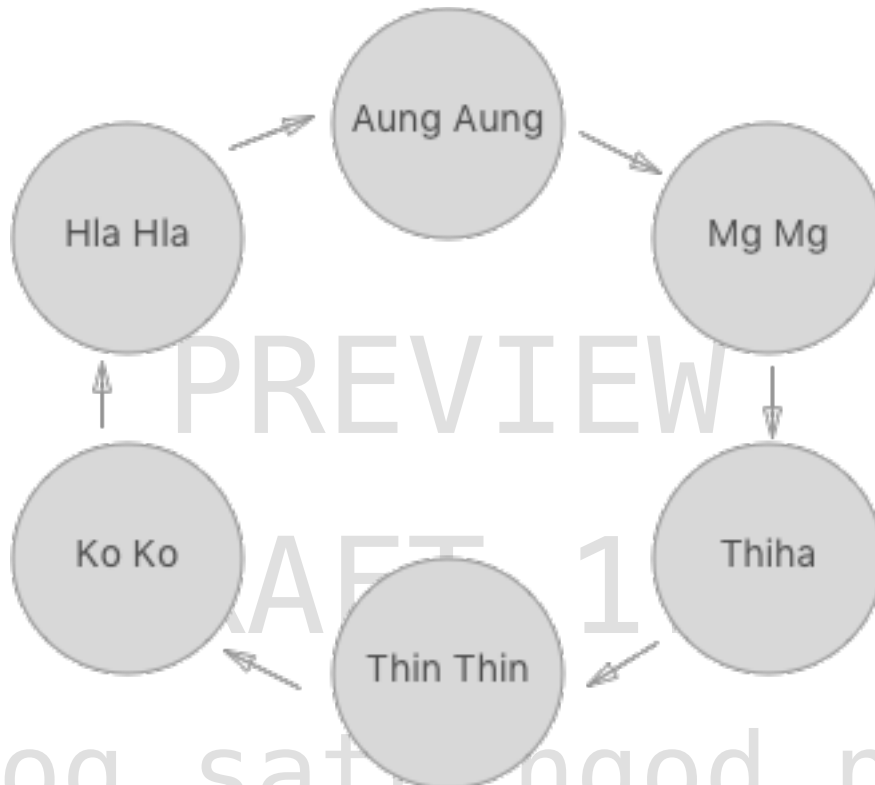 Aung Aung
Hla Hla
Mg Mg
PREVIEW
Ko Ko
Thiha
Thin Thin